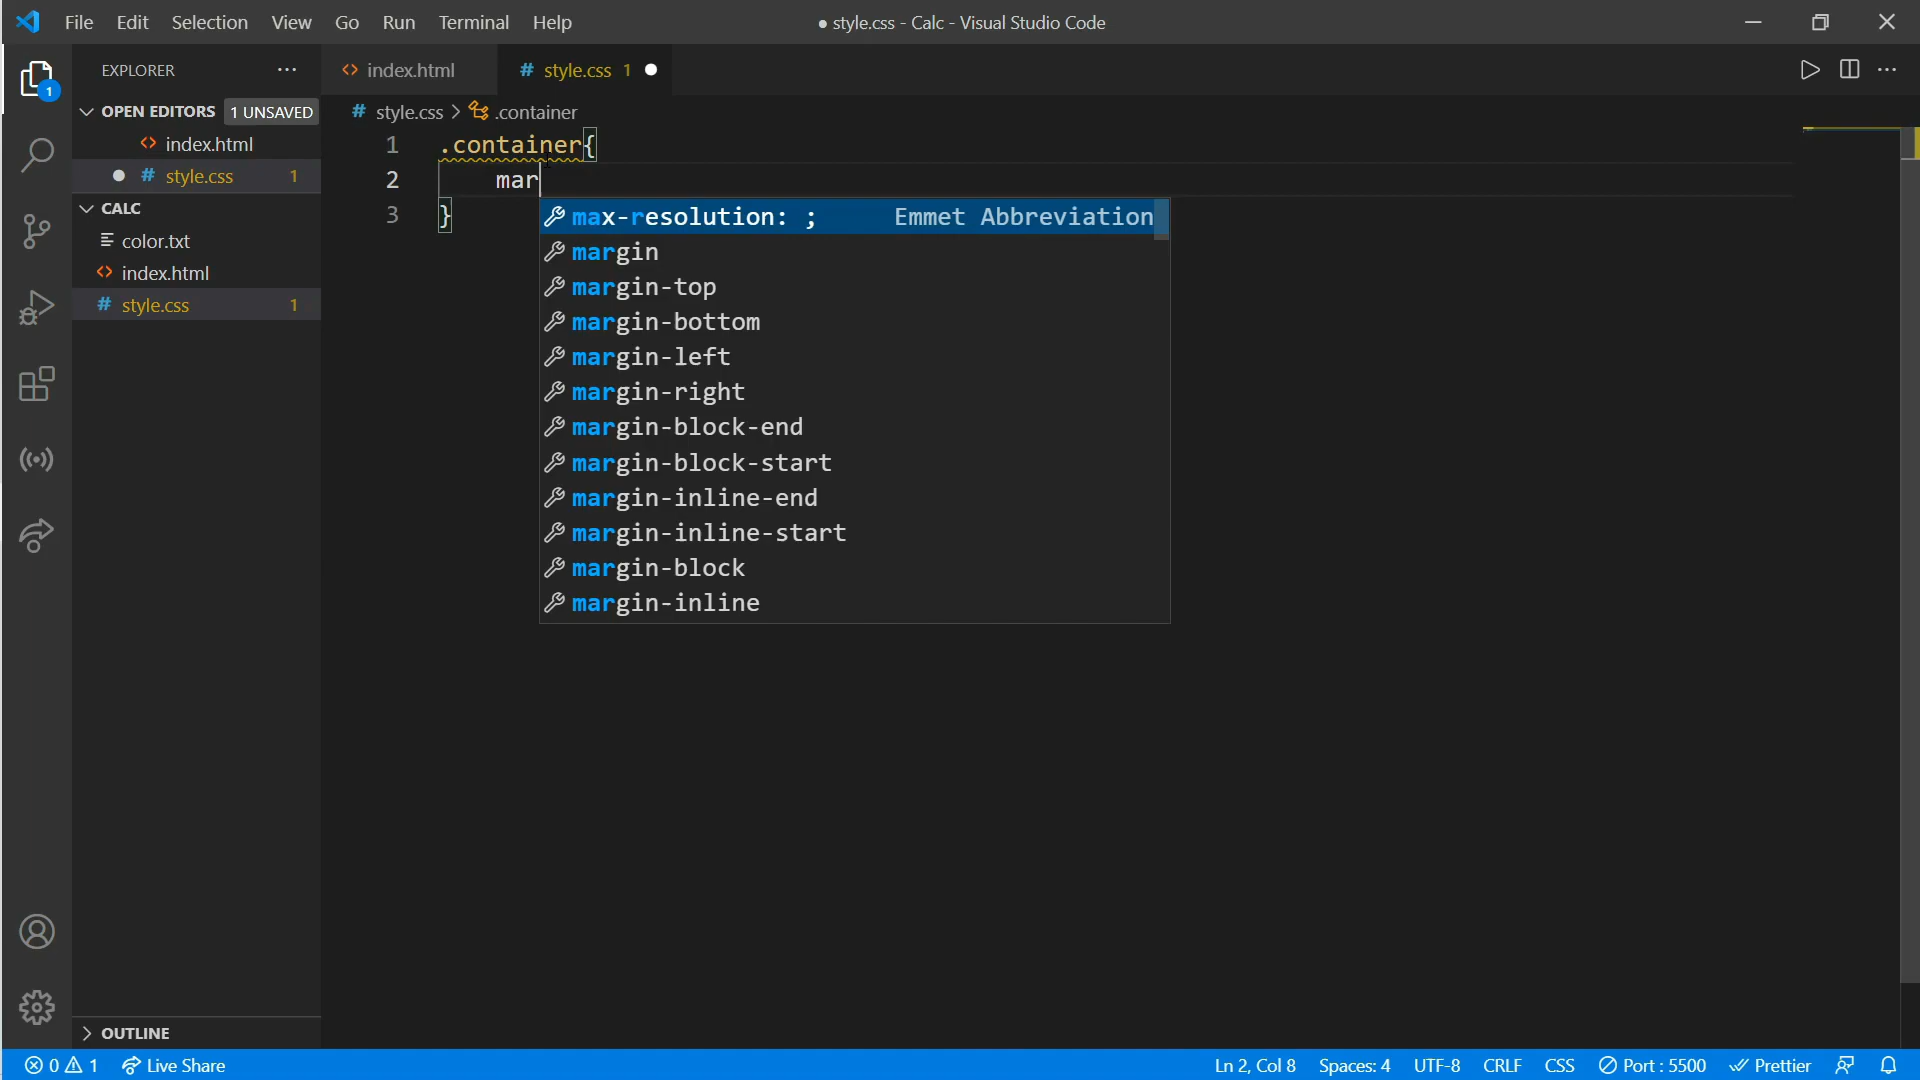 File Edit Selection View Go Run Terminal Help
● style.css - Calc - Visual Studio Code
EXPLORER ···
index.html
# style.css 1 ●
1
OPEN EDITORS 1 UNSAVED
# style.css > .container
index.html
● # style.css 1
CALC
color.txt
index.html
# style.css 1
1 .container{
2 mar
3 }
max-resolution: ; Emmet Abbreviation
margin
margin-top
margin-bottom
margin-left
margin-right
margin-block-end
margin-block-start
margin-inline-end
margin-inline-start
margin-block
margin-inline
OUTLINE
0 1 Live Share
Ln 2, Col 8 Spaces: 4 UTF-8 CRLF CSS Port : 5500 Prettier